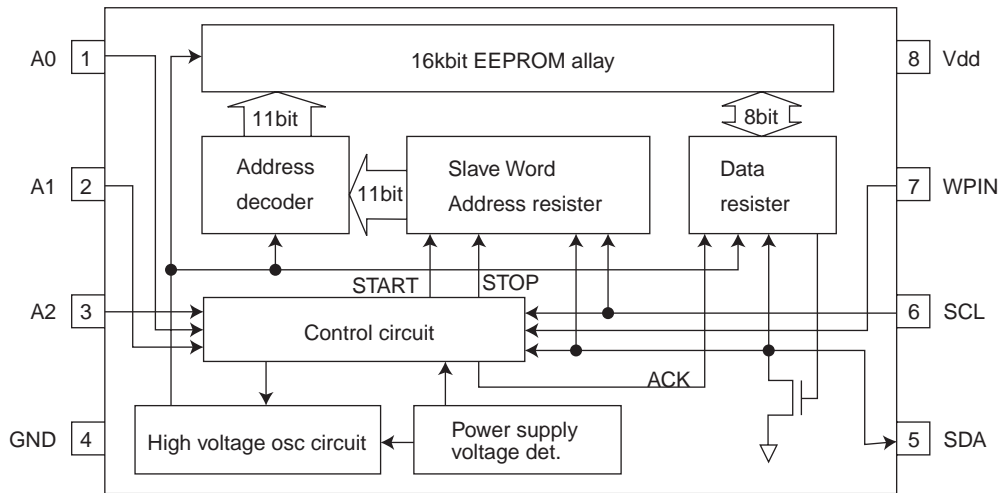 A0 1
16kbit EEPROM allay
8 Vdd
11bit
8bit
A1 2
Address
decoder
11bit
Slave Word
Address resister
Data
resister
7 WPIN
START
STOP
A2 3
Control circuit
6 SCL
ACK
GND 4
High voltage osc circuit
Power supply
voltage det.
5 SDA